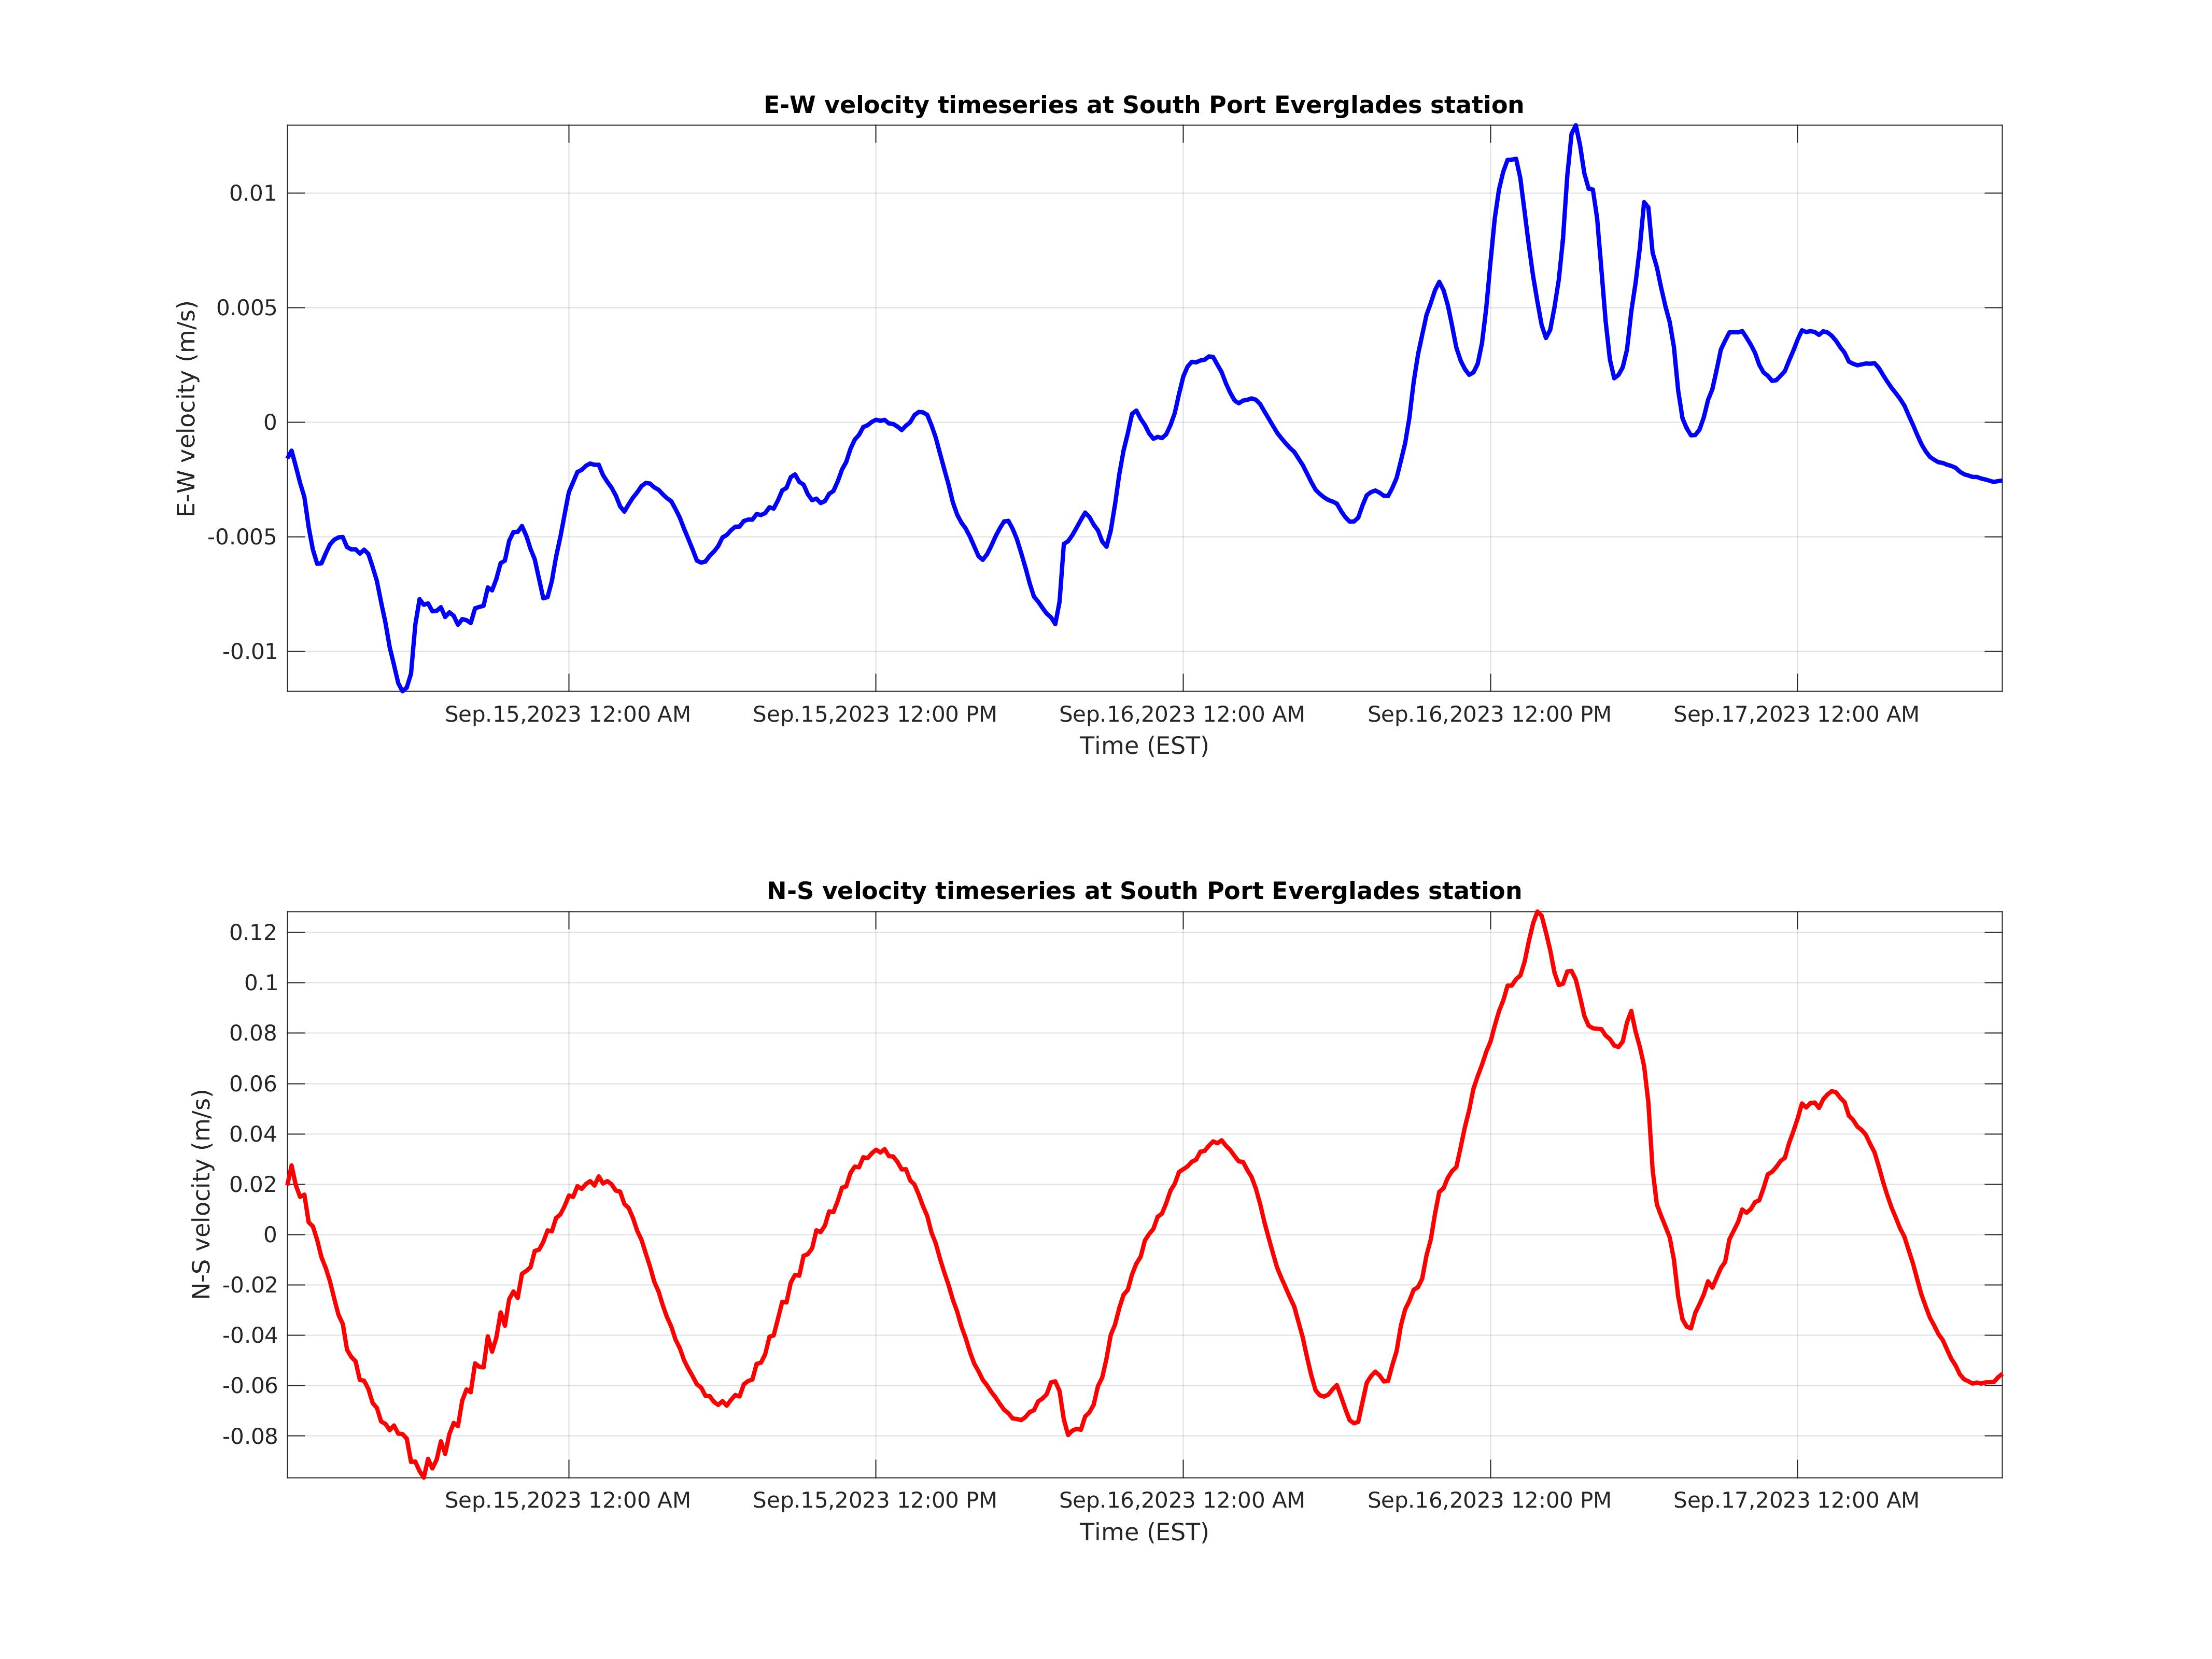 E-W velocity timeseries at South Port Everglades station
0.01
0.005
0
-0.005
-0.01
E-W velocity (m/s)
Sep.15,2023 12:00 AM Sep.15,2023 12:00 PM Sep.16,2023 12:00 AM Sep.16,2023 12:00 PM Sep.17,2023 12:00 AM
Time (EST)
N-S velocity timeseries at South Port Everglades station
0.12
0.1
0.08
0.06
0.04
0.02
0
-0.02
-0.04
-0.06
-0.08
N-S velocity (m/s)
Sep.15,2023 12:00 AM Sep.15,2023 12:00 PM Sep.16,2023 12:00 AM Sep.16,2023 12:00 PM Sep.17,2023 12:00 AM
Time (EST)